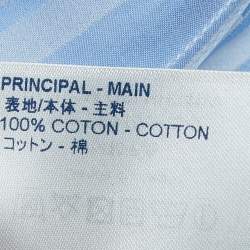 PRINCIPAL - MAIN
表地/本体 - 主料
100% COTON - COTTON
コットン - 棉